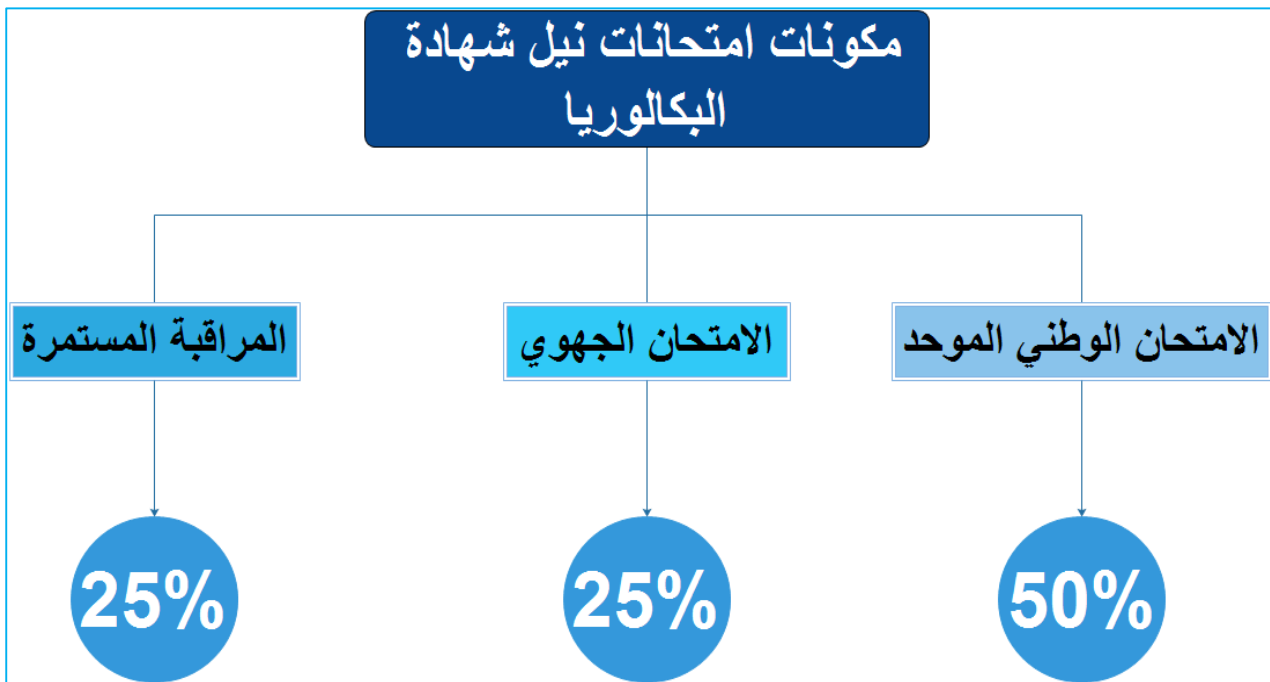 مكونات امتحانات نيل شهادة
البكالوريا
الامتحان الوطني الموحد
الامتحان الجهوي
المراقبة المستمرة
50%
25%
25%